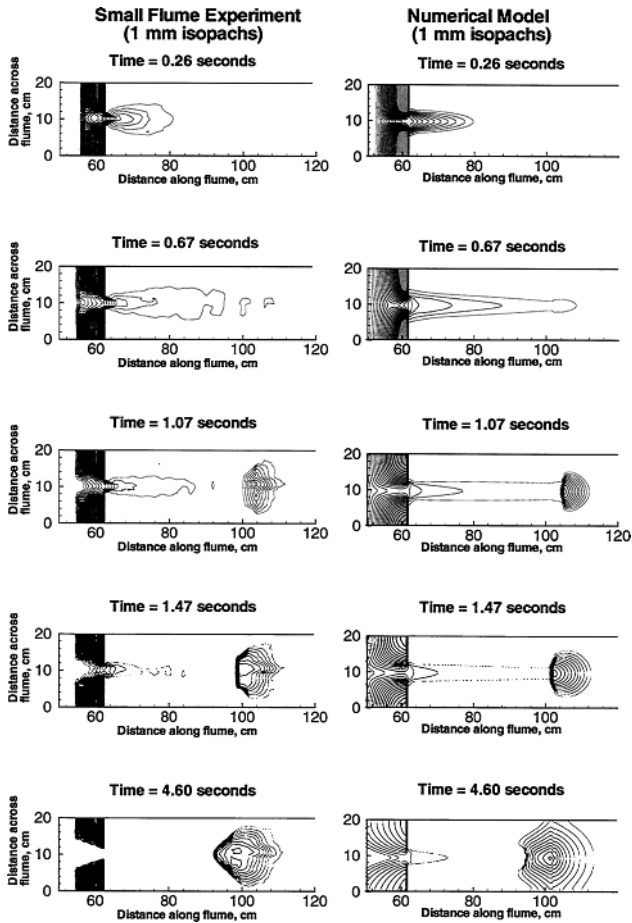 Small Flume Experiment
(1 mm isopachs)
Numerical Model
(1 mm isopachs)
Time = 0.26 seconds
Distance across
flume, cm
20
10
0
60
80
100
Distance along flume, cm
Time = 0.26 seconds
20
10
0
60
80
100
Distance along flume, cm
Time = 0.67 seconds
Distance across
flume, cm
20
10
0
60
80
100
120
Distance along flume, cm
Time = 0.67 seconds
20
10
0
60
80
100
Distance along flume, cm
Time = 1.07 seconds
Distance across
flume, cm
20
10
0
60
80
100
120
Distance along flume, cm
Time = 1.07 seconds
20
10
0
60
80
100
120
Distance along flume, cm
Time = 1.47 seconds
Distance across
flume, cm
20
10
0
60
80
100
120
Distance along flume, cm
Time = 1.47 seconds
20
10
0
60
80
100
Distance along flume, cm
Time = 4.60 seconds
Distance across
flume, cm
20
10
0
60
80
100
120
Distance along flume, cm
Time = 4.60 seconds
20
10
0
60
80
100
Distance along flume, cm